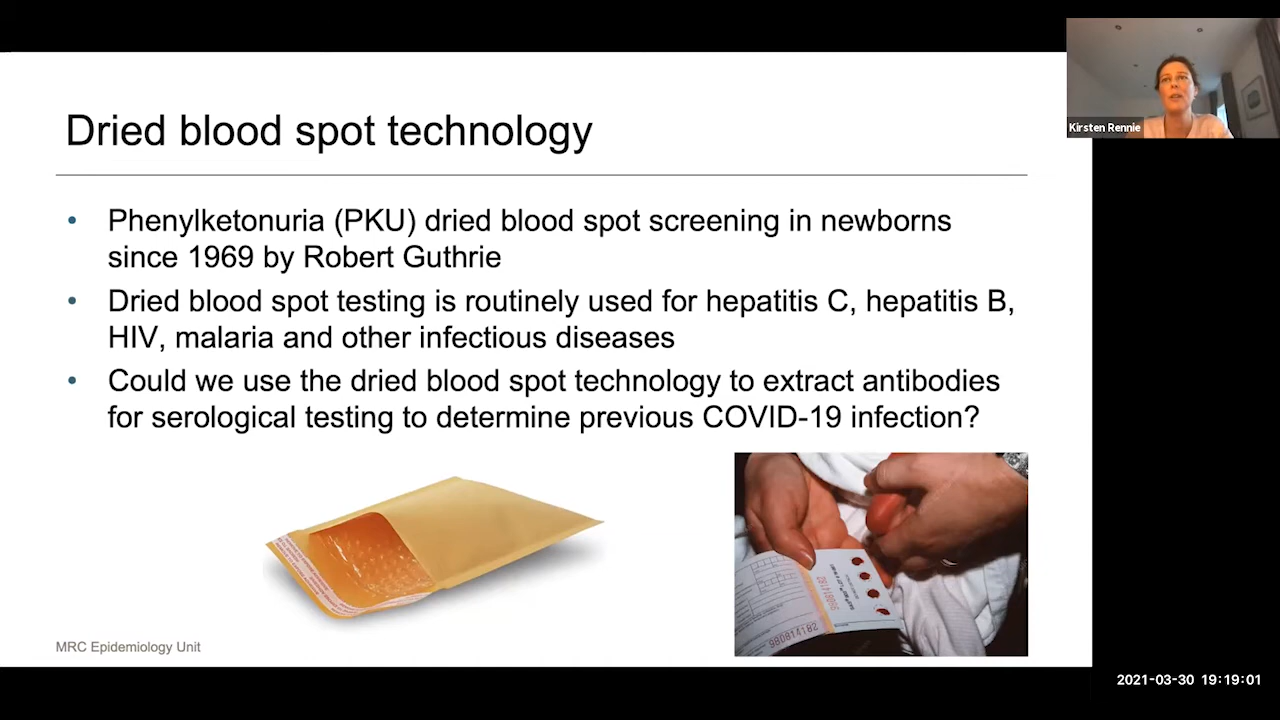 Dried blood spot technology
Kirsten Rennie
• Phenylketonuria (PKU) dried blood spot screening in newborns
since 1969 by Robert Guthrie
• Dried blood spot testing is routinely used for hepatitis C, hepatitis B,
HIV, malaria and other infectious diseases
• Could we use the dried blood spot technology to extract antibodies
for serological testing to determine previous COVID-19 infection?
980814182
MRC Epidemiology Unit
2021-03-30 19:19:01